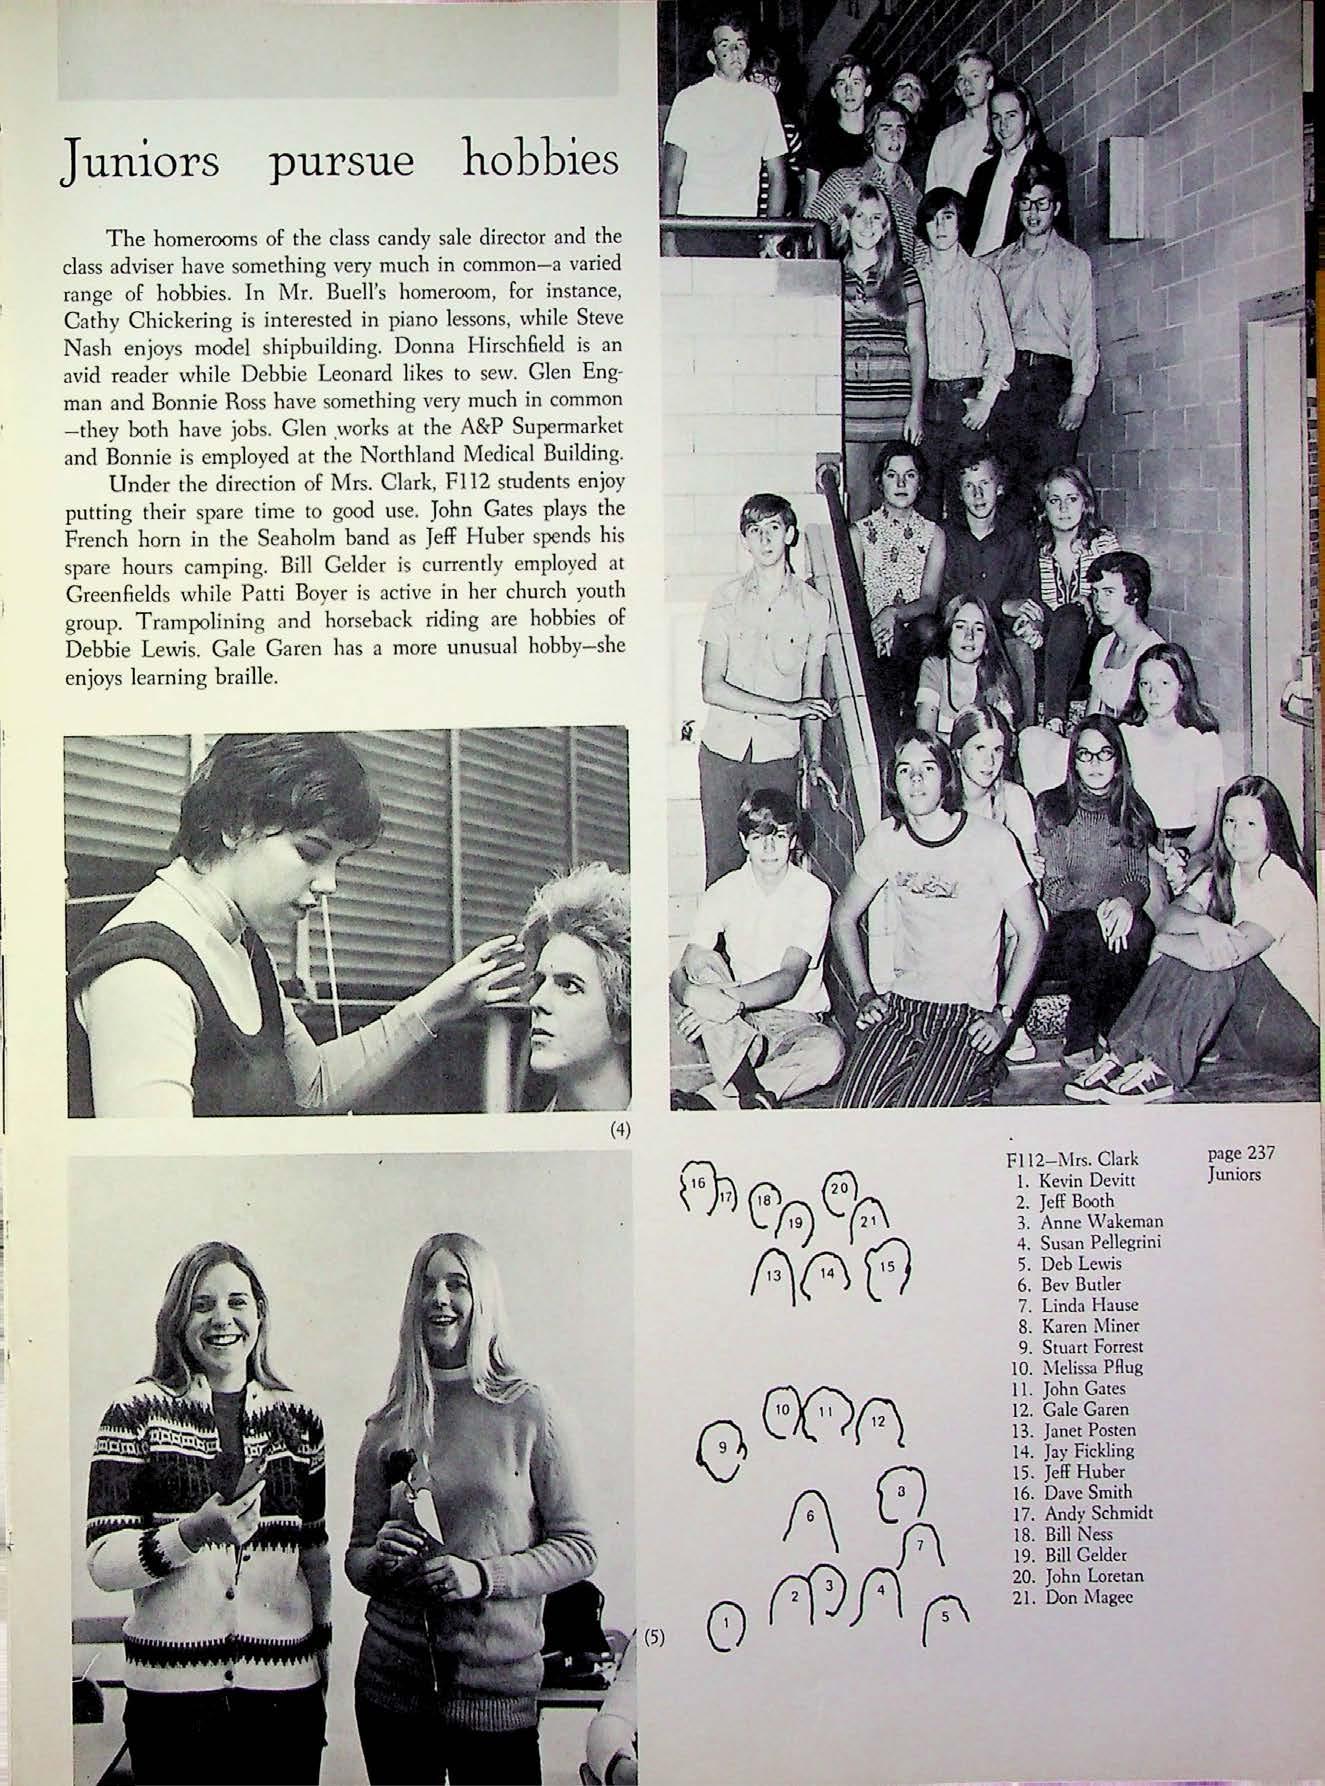 Juniors pursue hobbies
The homerooms of the class candy sale director and the
class adviser have something very much in common—a varied
range of hobbies. In Mr. Buell's homeroom, for instance,
Cathy Chickering is interested in piano lessons, while Steve
Nash enjoys model shipbuilding. Donna Hirschfield is an
avid reader while Debbie Leonard likes to sew. Glen Eng-
man and Bonnie Ross have something very much in common
—they both have jobs. Glen works at the A&P Supermarket
and Bonnie is employed at the Northland Medical Building.
Under the direction of Mrs. Clark, F112 students enjoy
putting their spare time to good use. John Gates plays the
French horn in the Seaholm band as Jeff Huber spends his
spare hours camping. Bill Gelder is currently employed at
Greenfields while Patti Boyer is active in her church youth
group. Trampolining and horseback riding are hobbies of
Debbie Lewis. Gale Garen has a more unusual hobby—she
enjoys learning braille.
(4)
(5)
16 17 18 19 20 21
13 14 15
9 10 11 12
6 8
7
1 2 3 4 5
F112—Mrs. Clark
1. Kevin Devitt
2. Jeff Booth
3. Anne Wakeman
4. Susan Pellegrini
5. Deb Lewis
6. Bev Butler
7. Linda Hause
8. Karen Miner
9. Stuart Forrest
10. Melissa Pflug
11. John Gates
12. Gale Garen
13. Janet Posten
14. Jay Fickling
15. Jeff Huber
16. Dave Smith
17. Andy Schmidt
18. Bill Ness
19. Bill Gelder
20. John Loretan
21. Don Magee
page 237
Juniors